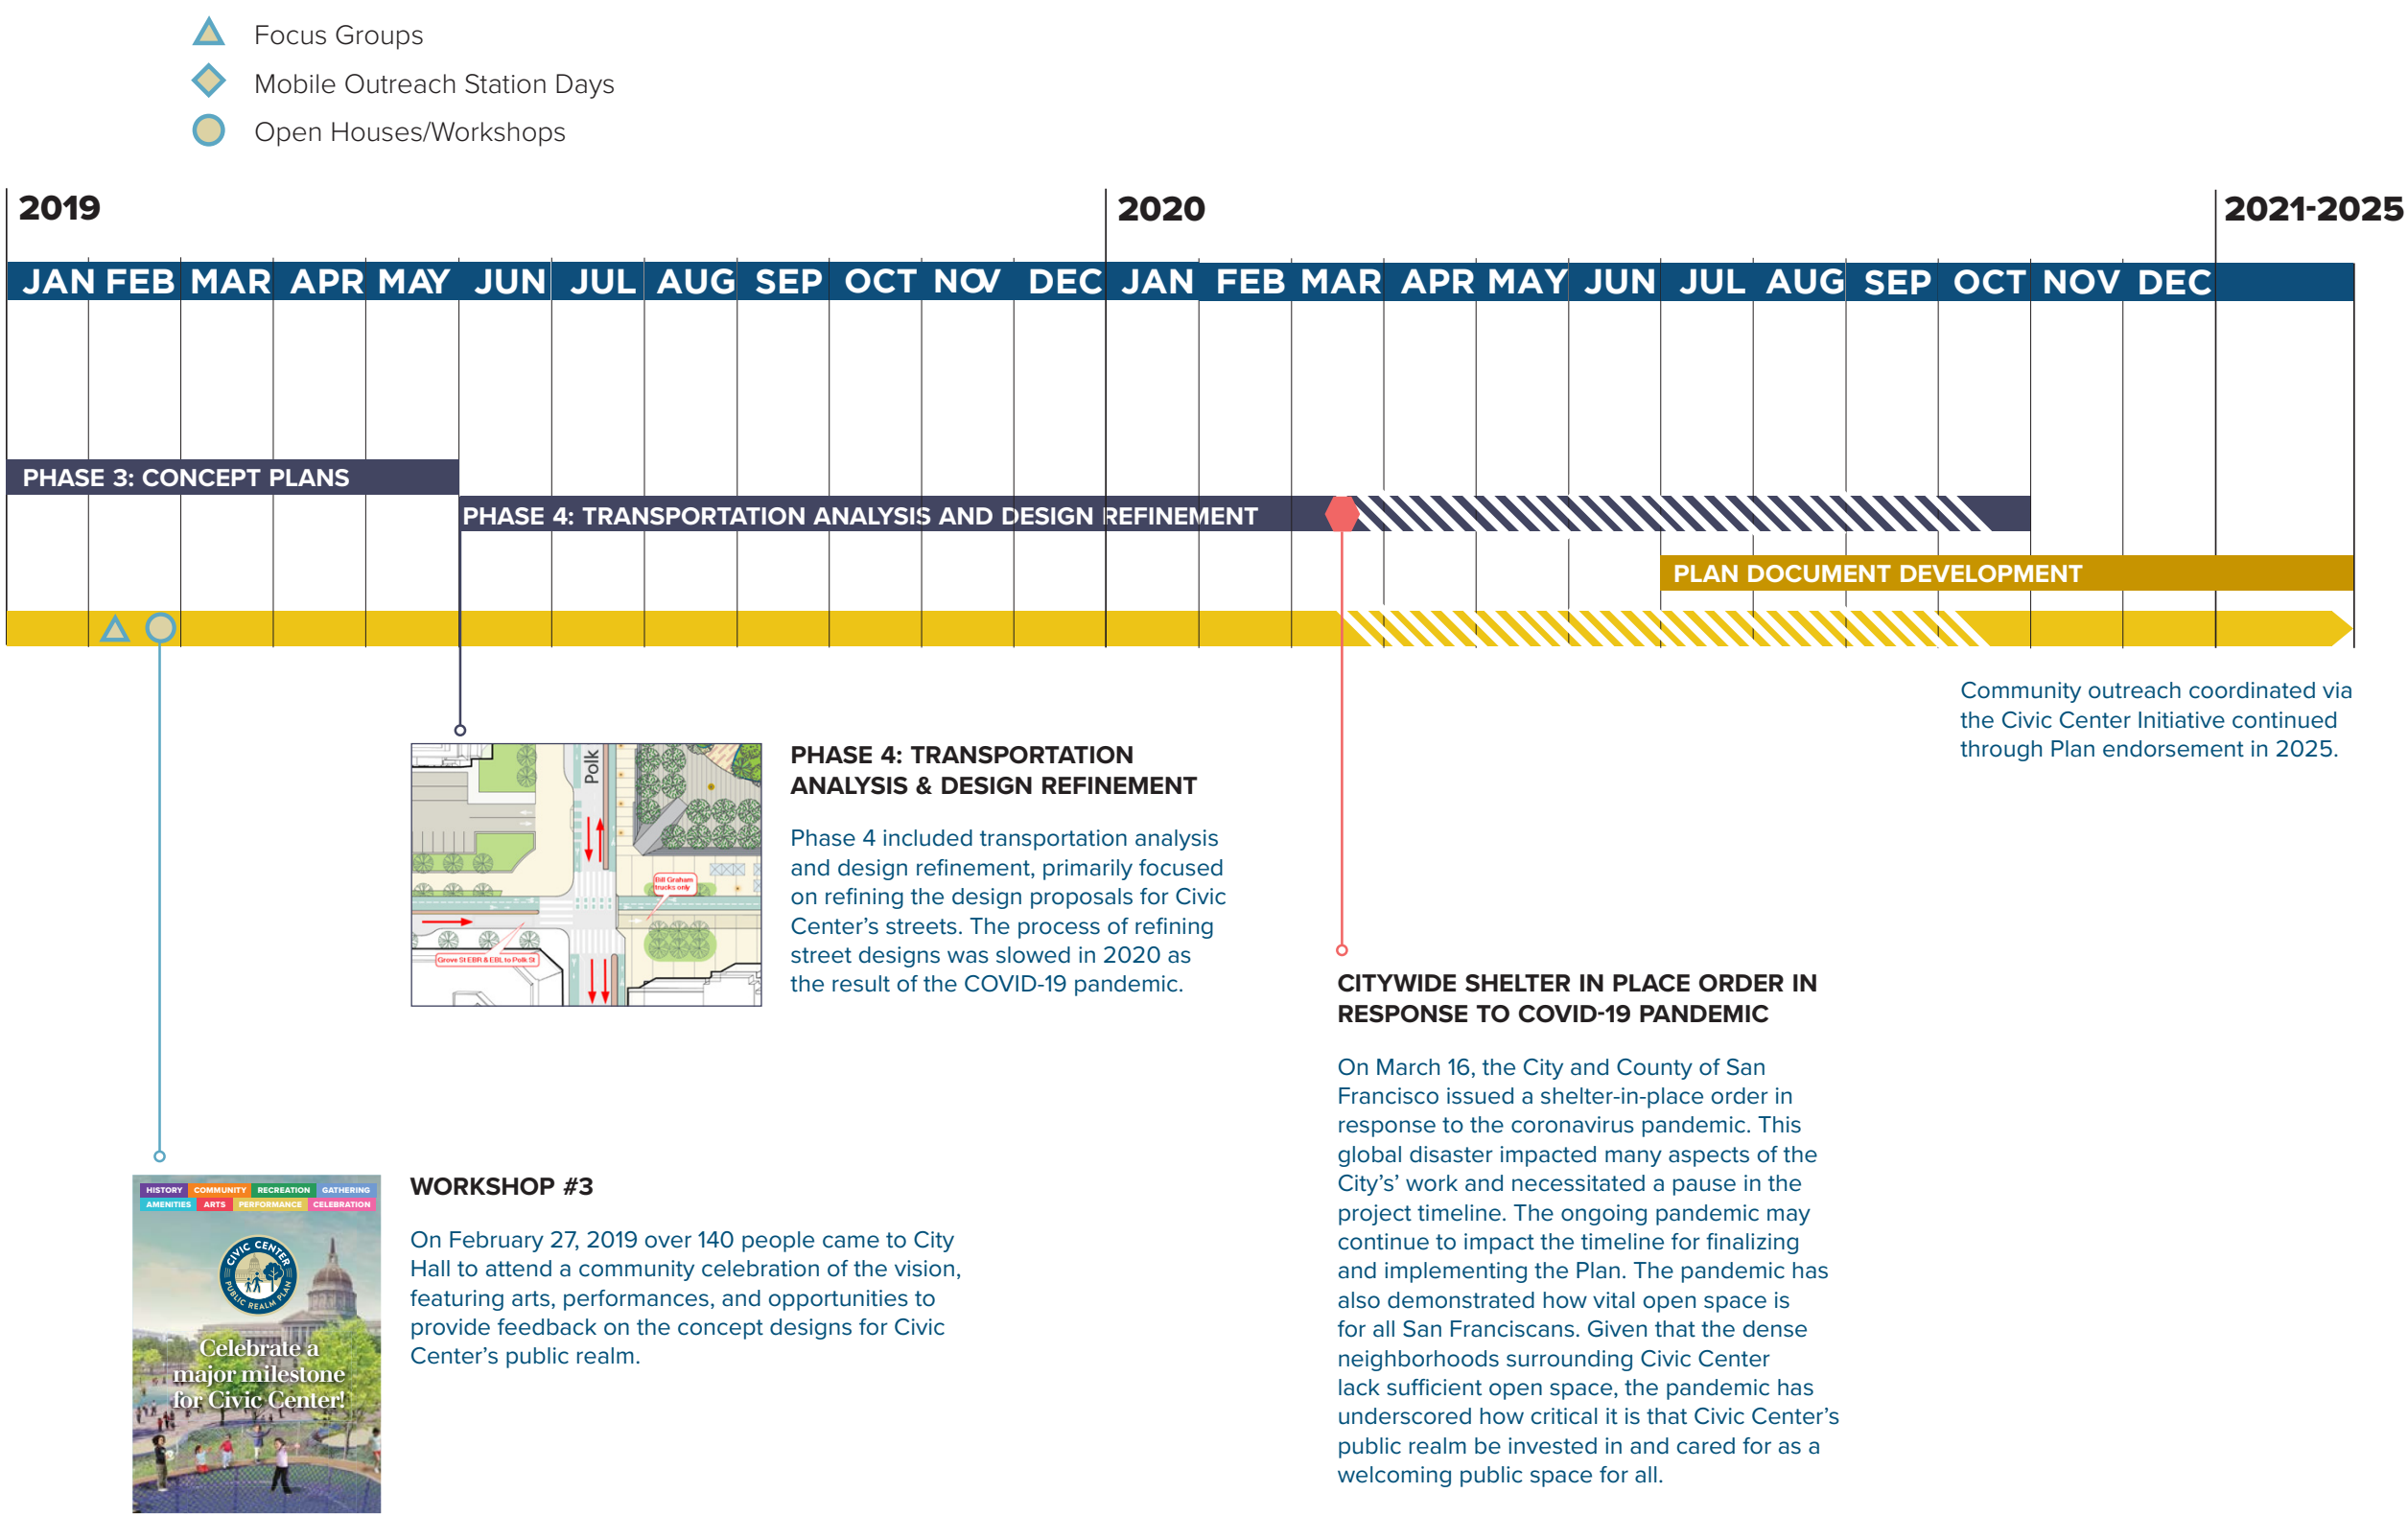 Focus Groups
Mobile Outreach Station Days
Open Houses/Workshops
2019
2020
2021-2025
JAN FEB MAR APR MAY JUN JUL AUG SEP OCT NOV DEC JAN FEB MAR APR MAY JUN JUL AUG SEP OCT NOV DEC
PHASE 3: CONCEPT PLANS
PHASE 4: TRANSPORTATION ANALYSIS AND DESIGN REFINEMENT
PLAN DOCUMENT DEVELOPMENT
Community outreach coordinated via
the Civic Center Initiative continued
through Plan endorsement in 2025.
Polk
Bill Graham
trucks only
Grove St EBR & EBL to Polk St
PHASE 4: TRANSPORTATION
ANALYSIS & DESIGN REFINEMENT
Phase 4 included transportation analysis
and design refinement, primarily focused
on refining the design proposals for Civic
Center’s streets. The process of refining
street designs was slowed in 2020 as
the result of the COVID-19 pandemic.
CITYWIDE SHELTER IN PLACE ORDER IN
RESPONSE TO COVID-19 PANDEMIC
On March 16, the City and County of San
Francisco issued a shelter-in-place order in
response to the coronavirus pandemic. This
global disaster impacted many aspects of the
City’s’ work and necessitated a pause in the
project timeline. The ongoing pandemic may
continue to impact the timeline for finalizing
and implementing the Plan. The pandemic has
also demonstrated how vital open space is
for all San Franciscans. Given that the dense
neighborhoods surrounding Civic Center
lack sufficient open space, the pandemic has
underscored how critical it is that Civic Center’s
public realm be invested in and cared for as a
welcoming public space for all.
HISTORY COMMUNITY RECREATION GATHERING
AMENITIES ARTS PERFORMANCE CELEBRATION
CIVIC CENTER
PUBLIC REALM PLAN
Celebrate a
major milestone
for Civic Center!
WORKSHOP #3
On February 27, 2019 over 140 people came to City
Hall to attend a community celebration of the vision,
featuring arts, performances, and opportunities to
provide feedback on the concept designs for Civic
Center’s public realm.